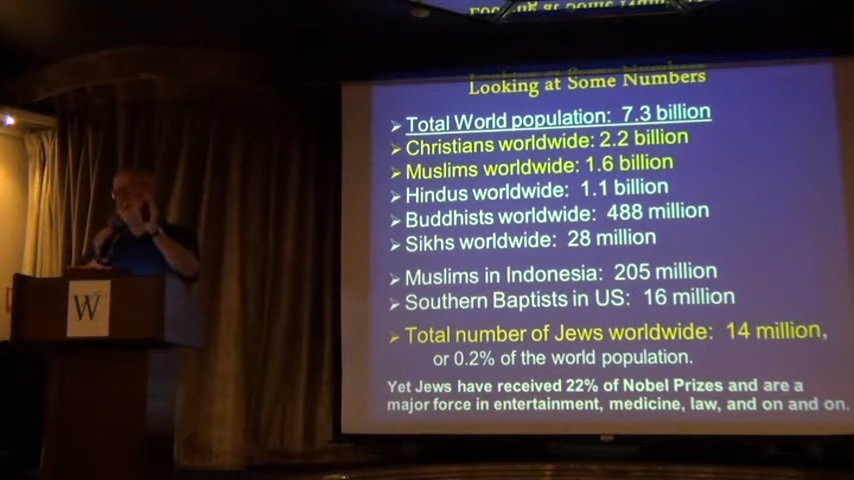 Looking at Some Numbers
➢ Total World population: 7.3 billion
➢ Christians worldwide: 2.2 billion
➢ Muslims worldwide: 1.6 billion
➢ Hindus worldwide: 1.1 billion
➢ Buddhists worldwide: 488 million
➢ Sikhs worldwide: 28 million
➢ Muslims in Indonesia: 205 million
➢ Southern Baptists in US: 16 million
➢ Total number of Jews worldwide: 14 million,
or 0.2% of the world population.
Yet Jews have received 22% of Nobel Prizes and are a
major force in entertainment, medicine, law, and on and on.
W